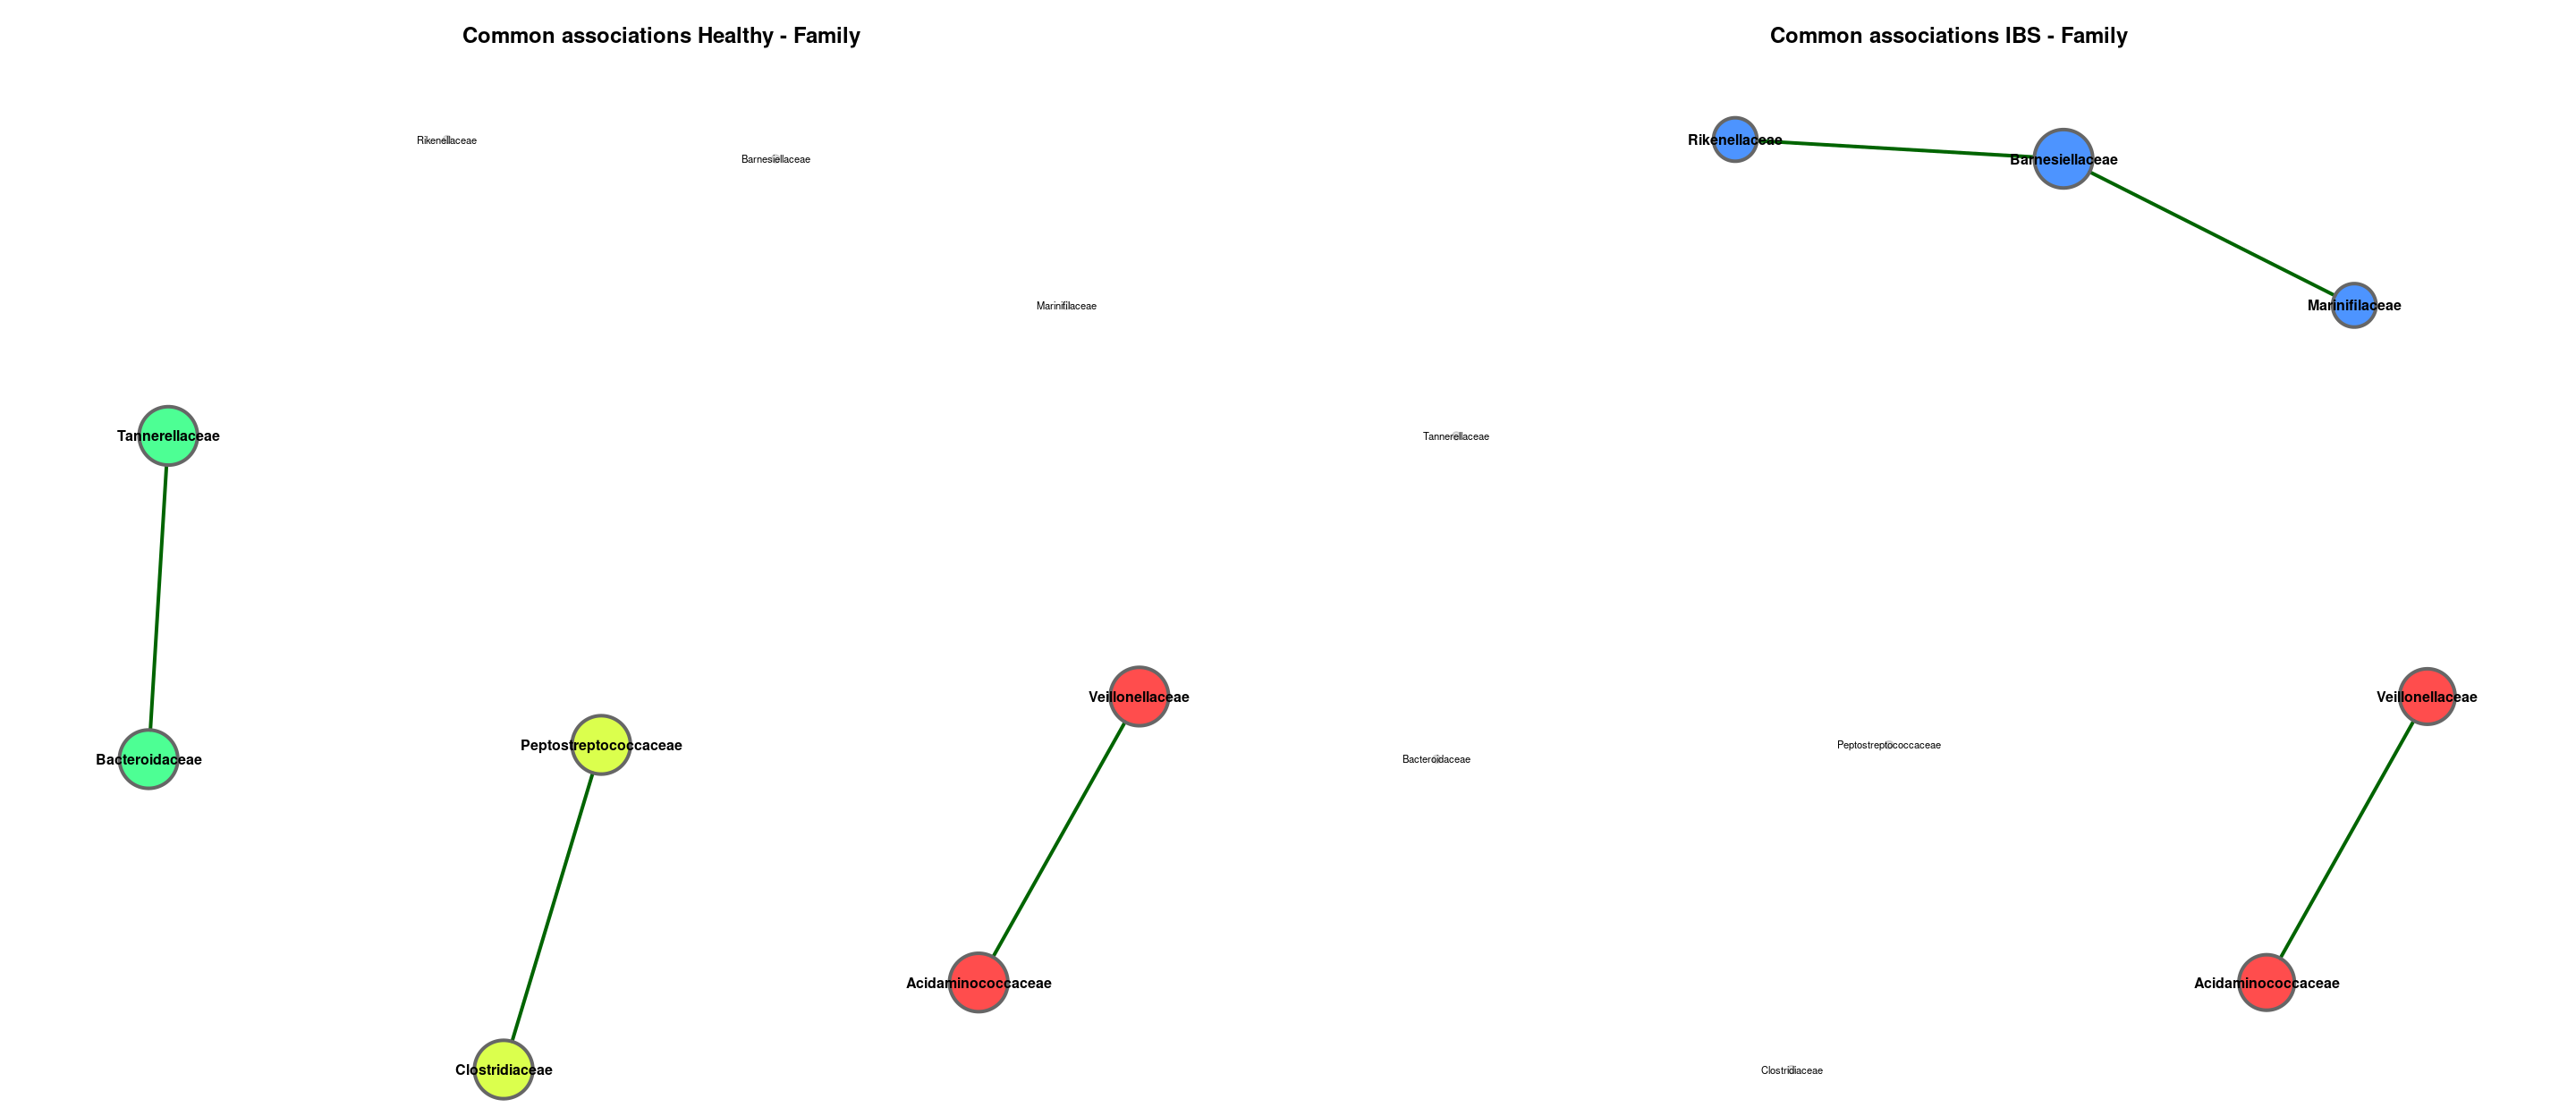 Common associations Healthy - Family
Rikenellaceae
Barnesiellaceae
Marinifilaceae
Tannerellaceae
Veillonellaceae
Peptostreptococcaceae
Bacteroidaceae
Acidaminococcaceae
Clostridiaceae
Common associations IBS - Family
Rikenellaceae
Barnesiellaceae
Marinifilaceae
Tannerellaceae
Veillonellaceae
Peptostreptococcaceae
Bacteroidaceae
Acidaminococcaceae
Clostridiaceae